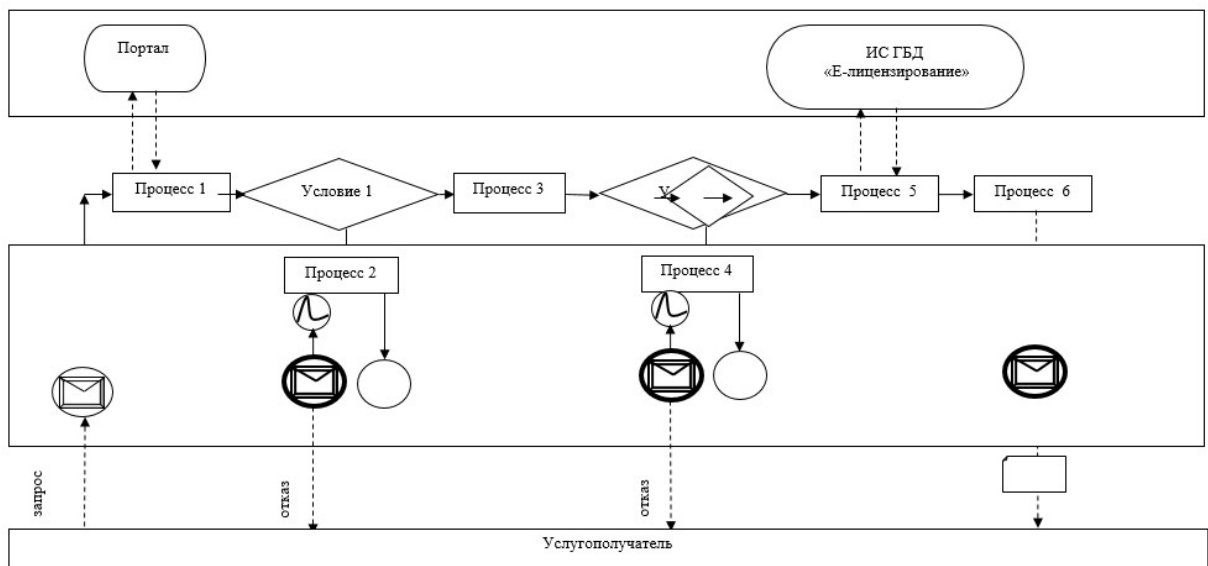 Портал
ИС ГБД
«Е-лицензирование»
Процесс 1
Условие 1
Процесс 3
У
Процесс 5
Процесс 6
Процесс 2
Процесс 4
запрос
отказ
отказ
Услугополучатель